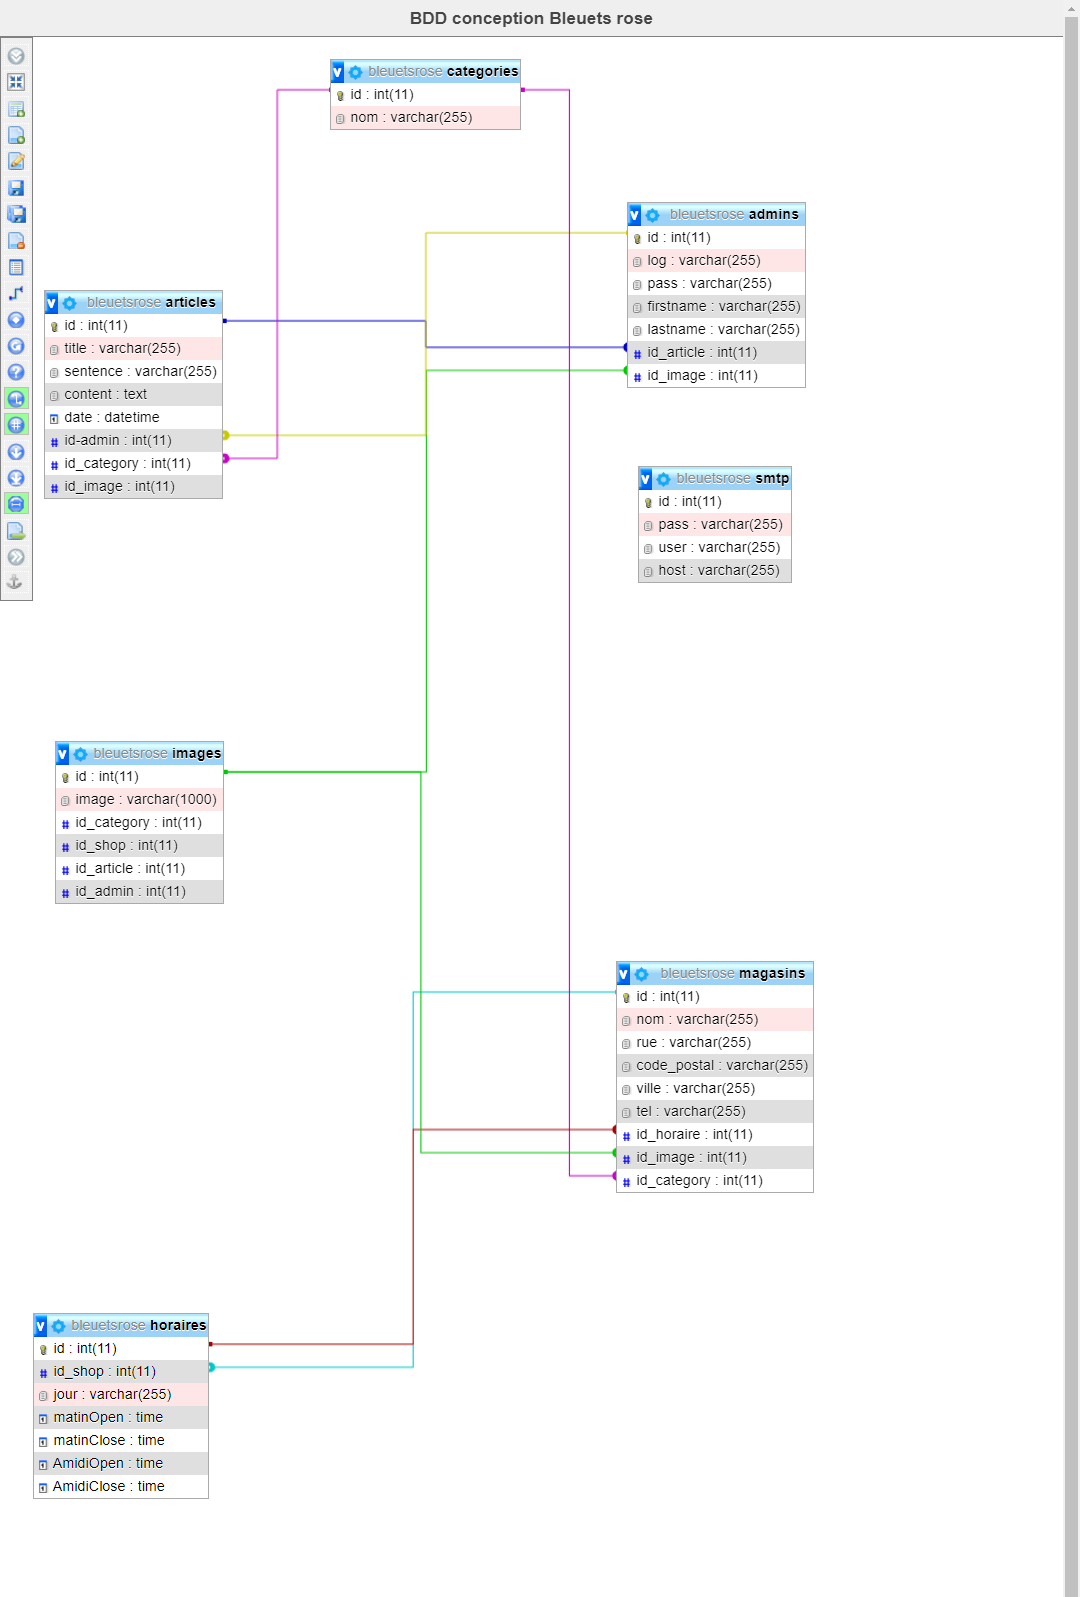 BDD conception Bleuets rose
bleuetsrose categories
id : int(11)
nom : varchar(255)
bleuetsrose admins
id : int(11)
log : varchar(255)
pass : varchar(255)
firstname : varchar(255)
lastname : varchar(255)
id_article : int(11)
id_image : int(11)
bleuetsrose articles
id : int(11)
title : varchar(255)
sentence : varchar(255)
content : text
date : datetime
id-admin : int(11)
id_category : int(11)
id_image : int(11)
bleuetsrose smtp
id : int(11)
pass : varchar(255)
user : varchar(255)
host : varchar(255)
bleuetsrose images
id : int(11)
image : varchar(1000)
id_category : int(11)
id_shop : int(11)
id_article : int(11)
id_admin : int(11)
bleuetsrose magasins
id : int(11)
nom : varchar(255)
rue : varchar(255)
code_postal : varchar(255)
ville : varchar(255)
tel : varchar(255)
id_horaire : int(11)
id_image : int(11)
id_category : int(11)
bleuetsrose horaires
id : int(11)
id_shop : int(11)
jour : varchar(255)
matinOpen : time
matinClose : time
AmidiOpen : time
AmidiClose : time